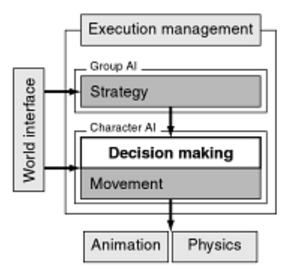 Execution management
Group AI
Strategy
World interface
Character AI
Decision making
Movement
Animation
Physics